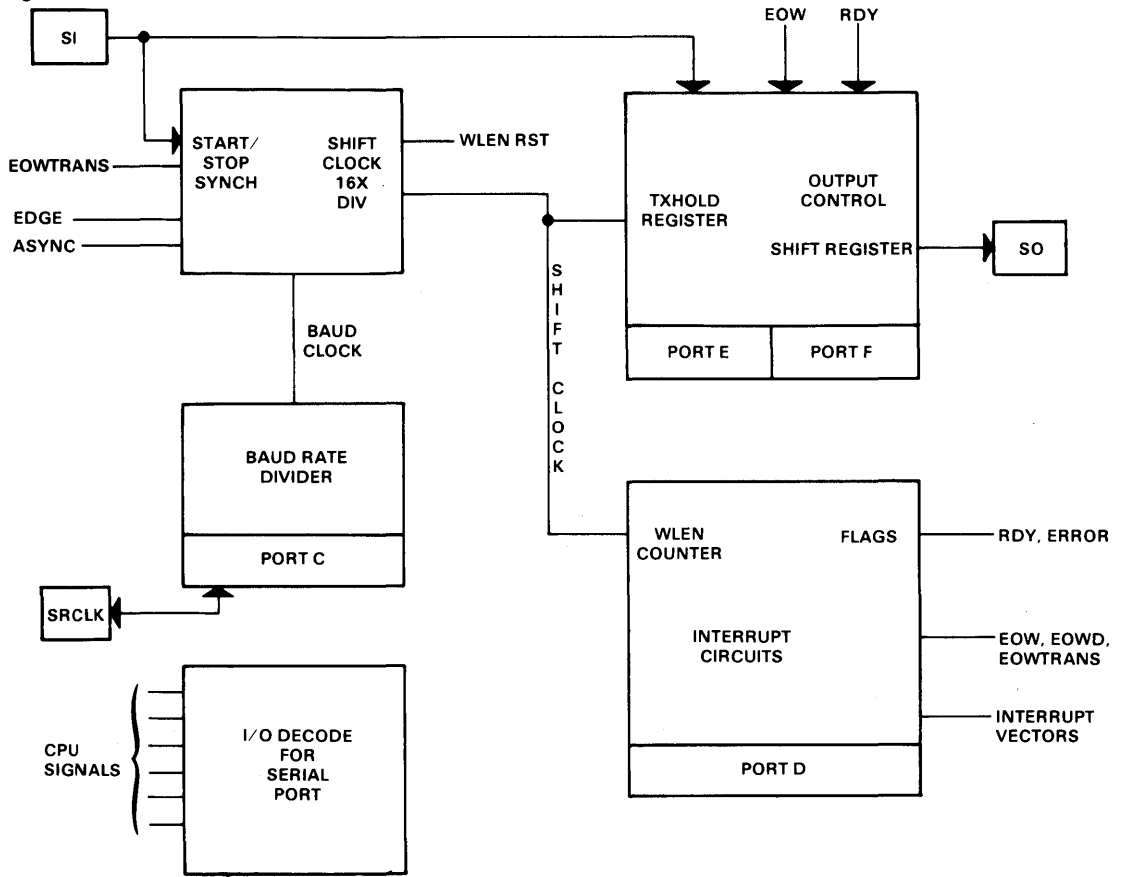 SI
EOW
RDY
START/
STOP
SYNCH
SHIFT
CLOCK
16X
DIV
WLEN RST
EOWTRANS
EDGE
ASYNC
TXHOLD
REGISTER
OUTPUT
CONTROL
SHIFT REGISTER
SO
PORT E
PORT F
BAUD
CLOCK
SHIFT CLOCK
BAUD RATE
DIVIDER
PORT C
SRCLK
WLEN
COUNTER
FLAGS
RDY, ERROR
INTERRUPT
CIRCUITS
EOW, EOWD,
EOWTRANS
INTERRUPT
VECTORS
PORT D
CPU
SIGNALS
I/O DECODE
FOR
SERIAL
PORT